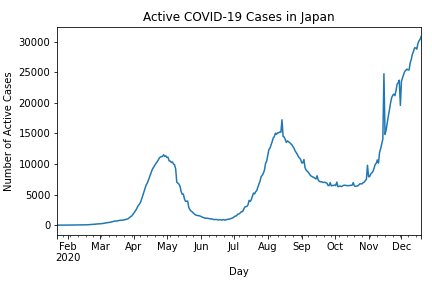 Active COVID-19 Cases in Japan
Number of Active Cases
30000
25000
20000
15000
10000
5000
0
Feb Mar Apr May Jun Jul Aug Sep Oct Nov Dec
2020
Day